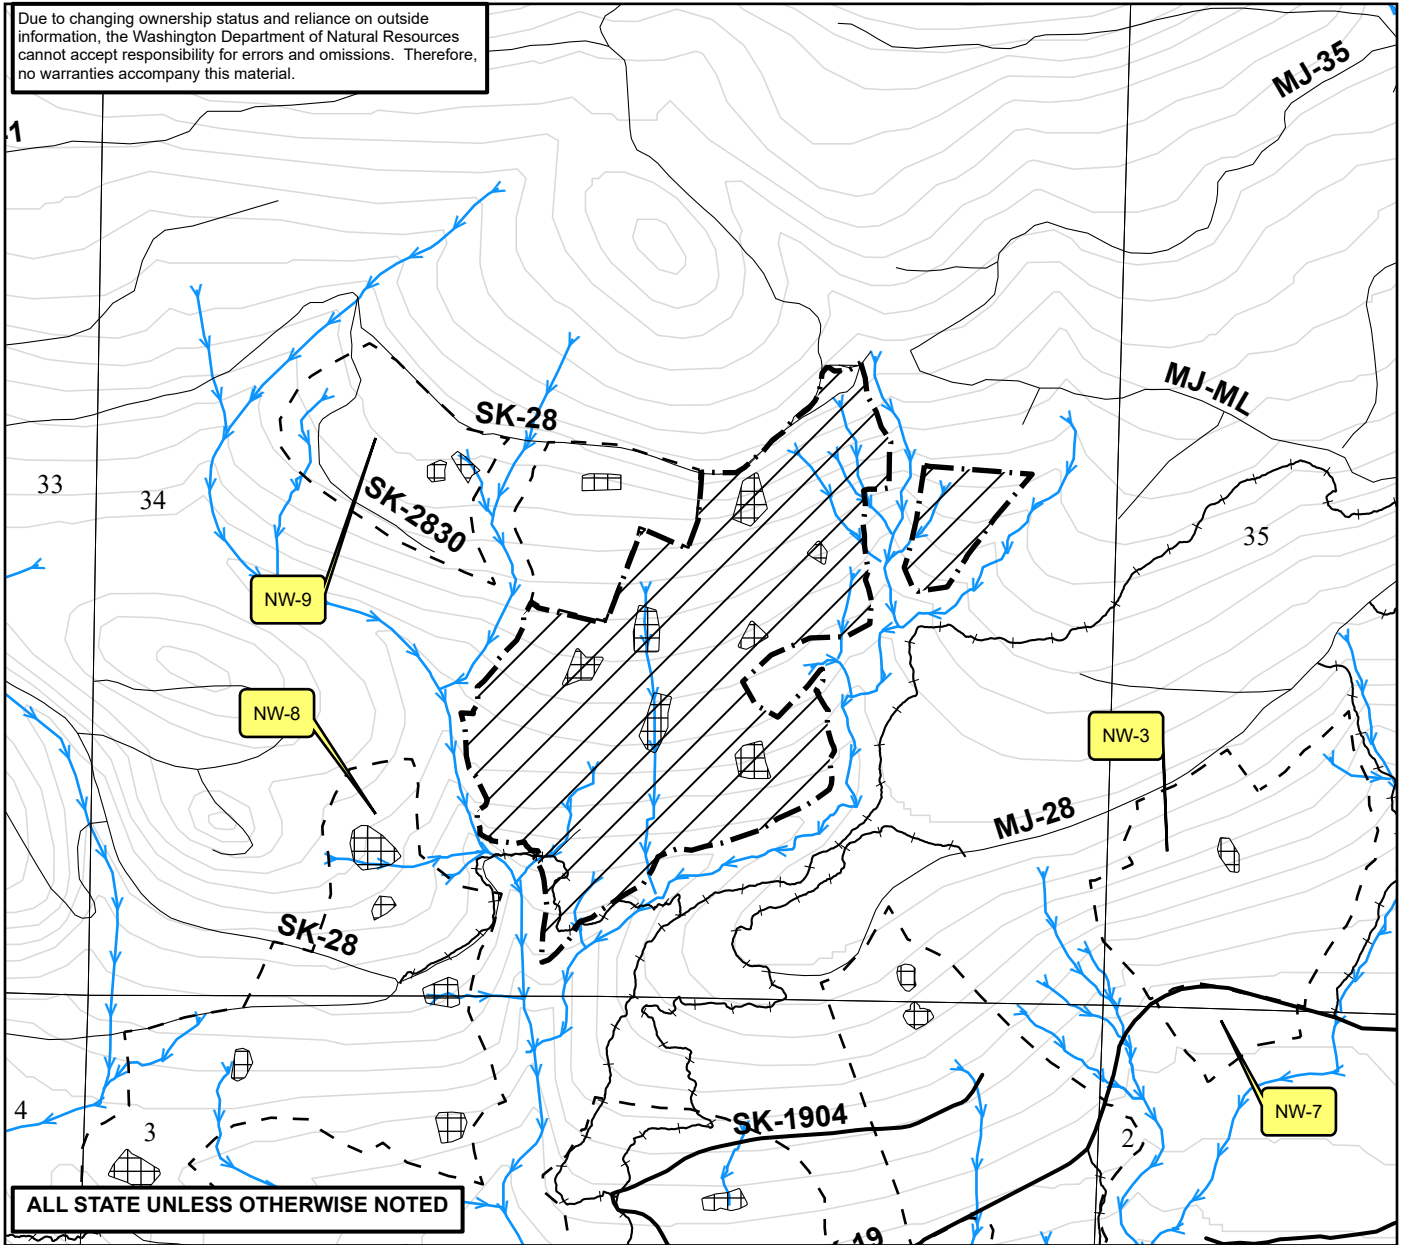 Due to changing ownership status and reliance on outside
information, the Washington Department of Natural Resources
cannot accept responsibility for errors and omissions.  Therefore,
no warranties accompany this material.
MJ-35
-1
MJ-ML
SK-28
33
34
SK-2830
35
NW-9
NW-8
NW-3
MJ-28
SK-28
4
3
SK-1904
2
NW-7
ALL STATE UNLESS OTHERWISE NOTED
19